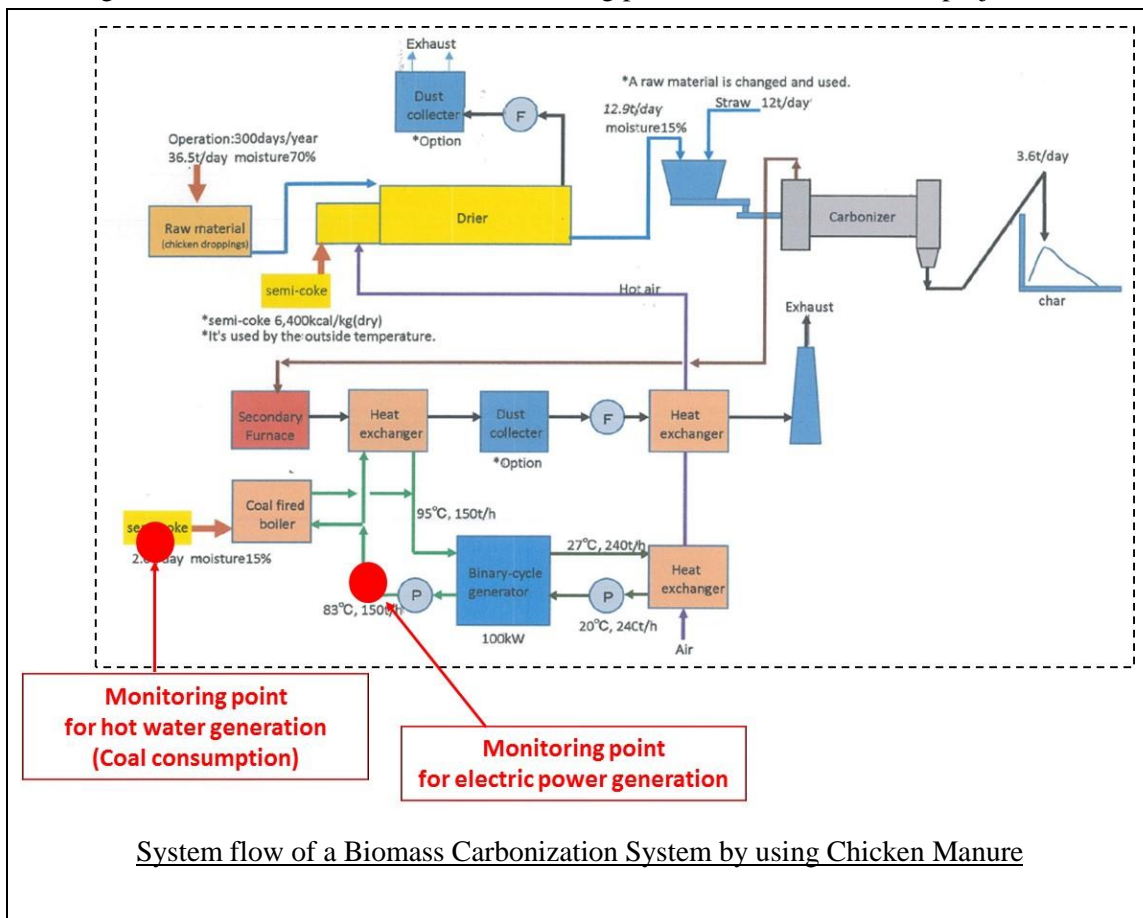 Exhaust
Dust
collecter
*Option
F
*A raw material is changed and used.
Straw 12t/day
12.9t/day
moisture15%
Operation:300days/year
36.5t/day moisture70%
3.6t/day
Raw material
(chicken droppings)
Drier
Carbonizer
semi-coke
Hot air
char
*semi-coke 6,400kcal/kg(dry)
*It's used by the outside temperature.
Exhaust
Secondary
Furnace
Heat
exchanger
Dust
collecter
*Option
F
Heat
exchanger
Coal fired
boiler
95°C, 150t/h
moisture15%
27°C, 240t/h
Binary-cycle
generator
Heat
exchanger
P
P
83°C, 150t/h
20°C, 24Ct/h
100kW
Air
Monitoring point
for hot water generation
(Coal consumption)
Monitoring point
for electric power generation
System flow of a Biomass Carbonization System by using Chicken Manure